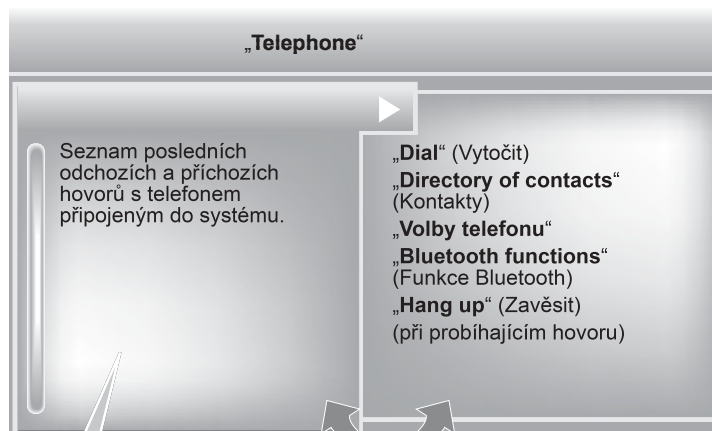 „Telephone“
Seznam posledních
odchozích a příchozích
hovorů s telefonem
připojeným do systému.
„Dial“ (Vytočit)
„Directory of contacts“
(Kontakty)
„Volby telefonu“
„Bluetooth functions“
(Funkce Bluetooth)
„Hang up“ (Zavěsit)
(při probíhajícím hovoru)